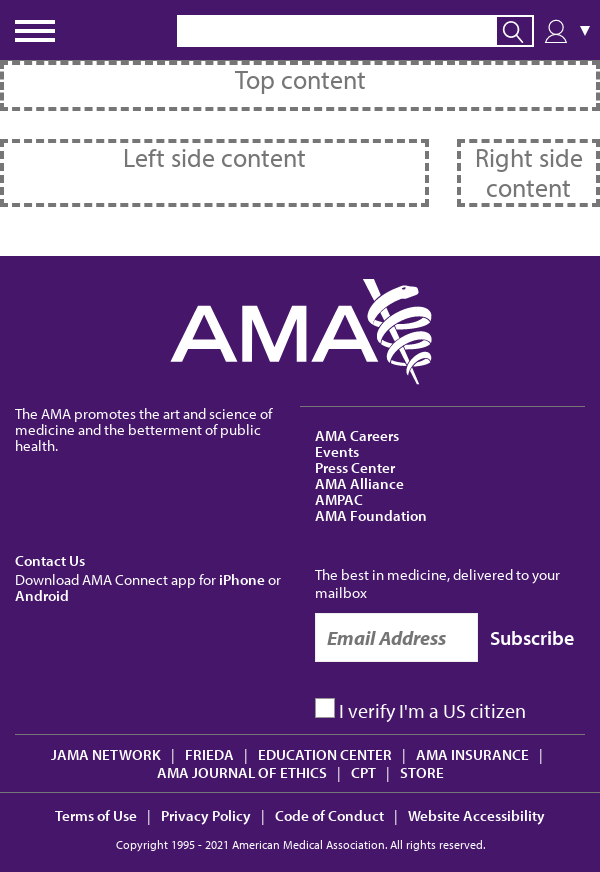 Top content
Left side content
Right side
content
AMA
The AMA promotes the art and science of
medicine and the betterment of public
health.
AMA Careers
Events
Press Center
AMA Alliance
AMPAC
AMA Foundation
Contact Us
Download AMA Connect app for iPhone or
Android
The best in medicine, delivered to your
mailbox
Email Address Subscribe
I verify I'm a US citizen
JAMA NETWORK | FRIEDA | EDUCATION CENTER | AMA INSURANCE |
AMA JOURNAL OF ETHICS | CPT | STORE
Terms of Use | Privacy Policy | Code of Conduct | Website Accessibility
Copyright 1995 - 2021 American Medical Association. All rights reserved.